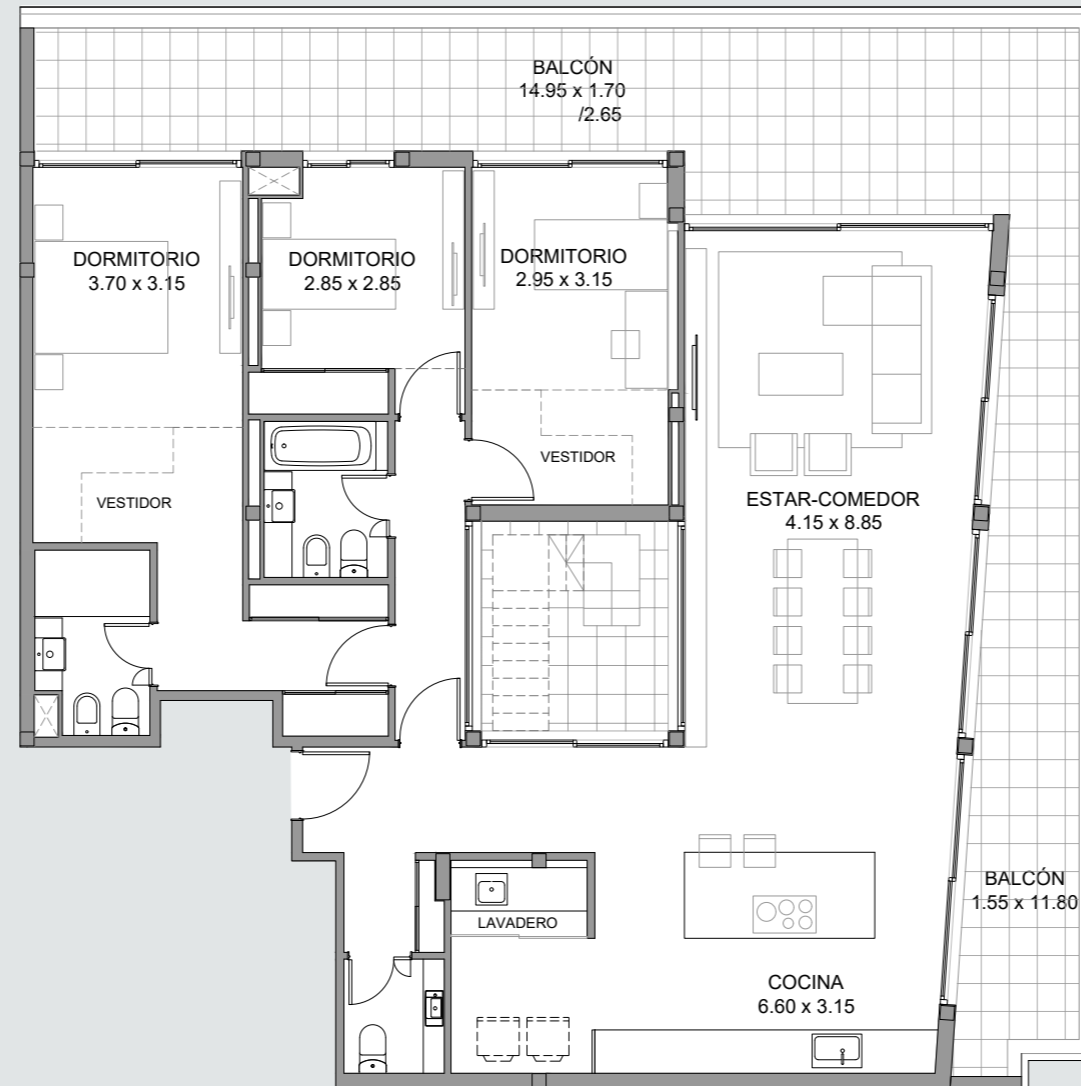 BALCÓN
14.95 x 1.70
/2.65
DORMITORIO
3.70 x 3.15
DORMITORIO
2.85 x 2.85
DORMITORIO
2.95 x 3.15
VESTIDOR
VESTIDOR
ESTAR-COMEDOR
4.15 x 8.85
BALCÓN
1.55 x 11.80
LAVADERO
COCINA
6.60 x 3.15